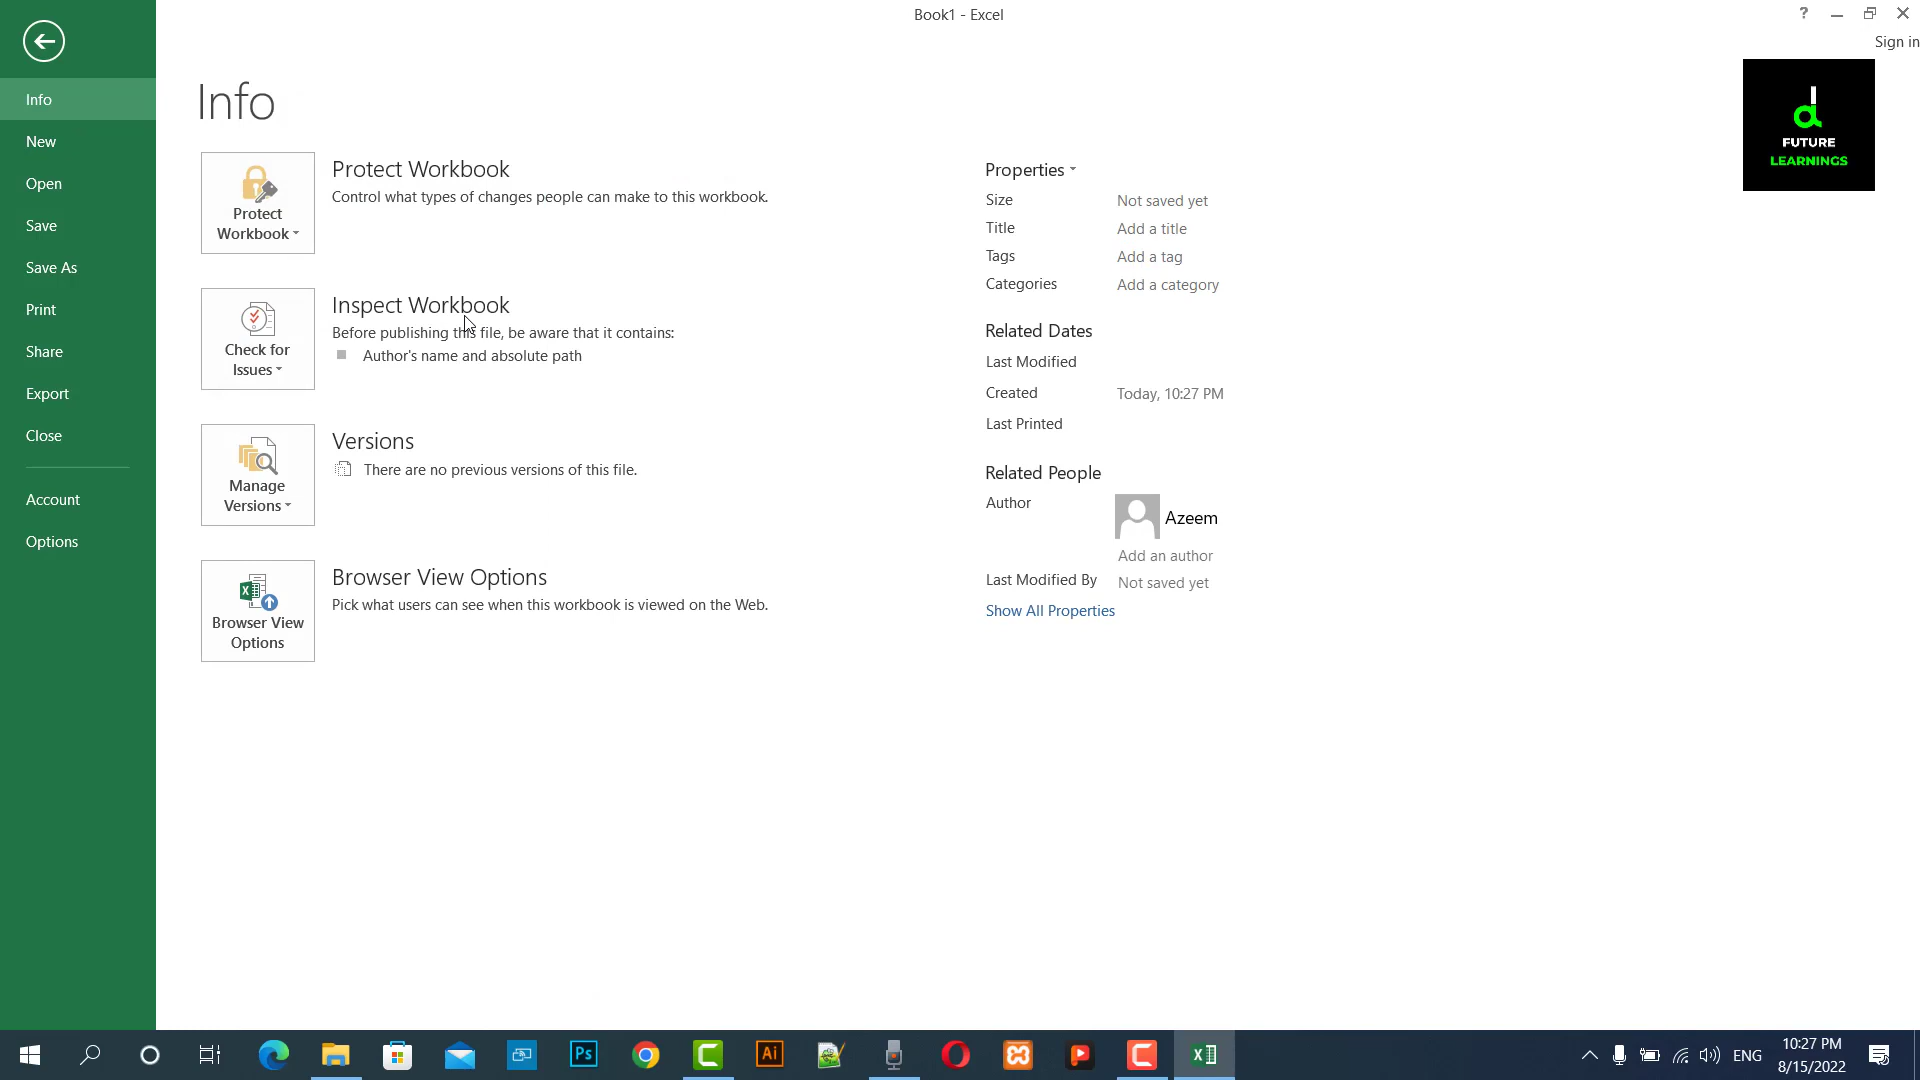 Book1 - Excel
?
Sign in
Info
New
Open
Save
Save As
Print
Share
Export
Close
Account
Options
Info
Protect
Workbook
Protect Workbook
Control what types of changes people can make to this workbook.
Check for
Issues
Inspect Workbook
Before publishing this file, be aware that it contains:
Author's name and absolute path
Manage
Versions
Versions
There are no previous versions of this file.
Browser View
Options
Browser View Options
Pick what users can see when this workbook is viewed on the Web.
Properties
Size Not saved yet
Title Add a title
Tags Add a tag
Categories Add a category
Related Dates
Last Modified
Created Today, 10:27 PM
Last Printed
Related People
Author Azeem
Add an author
Last Modified By Not saved yet
Show All Properties
FUTURE
LEARNINGS
Ps
Ai
ENG
10:27 PM
8/15/2022